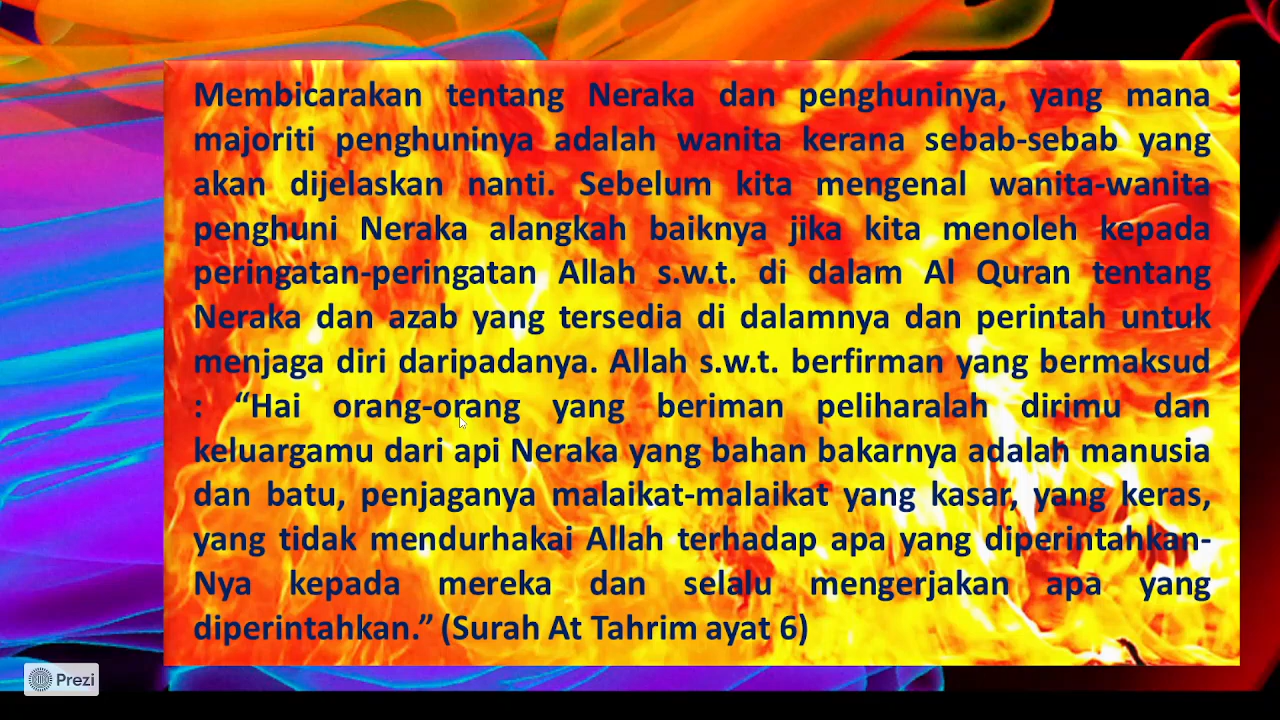 Membicarakan tentang Neraka dan penghuninya, yang mana
majoriti penghuninya adalah wanita kerana sebab-sebab yang
akan dijelaskan nanti. Sebelum kita mengenal wanita-wanita
penghuni Neraka alangkah baiknya jika kita menoleh kepada
peringatan-peringatan Allah s.w.t. di dalam Al Quran tentang
Neraka dan azab yang tersedia di dalamnya dan perintah untuk
menjaga diri daripadanya. Allah s.w.t. berfirman yang bermaksud
: “Hai orang-orang yang beriman peliharalah dirimu dan
keluargamu dari api Neraka yang bahan bakarnya adalah manusia
dan batu, penjaganya malaikat-malaikat yang kasar, yang keras,
yang tidak mendurhakai Allah terhadap apa yang diperintahkan-
Nya kepada mereka dan selalu mengerjakan apa yang
diperintahkan.” (Surah At Tahrim ayat 6)
Prezi